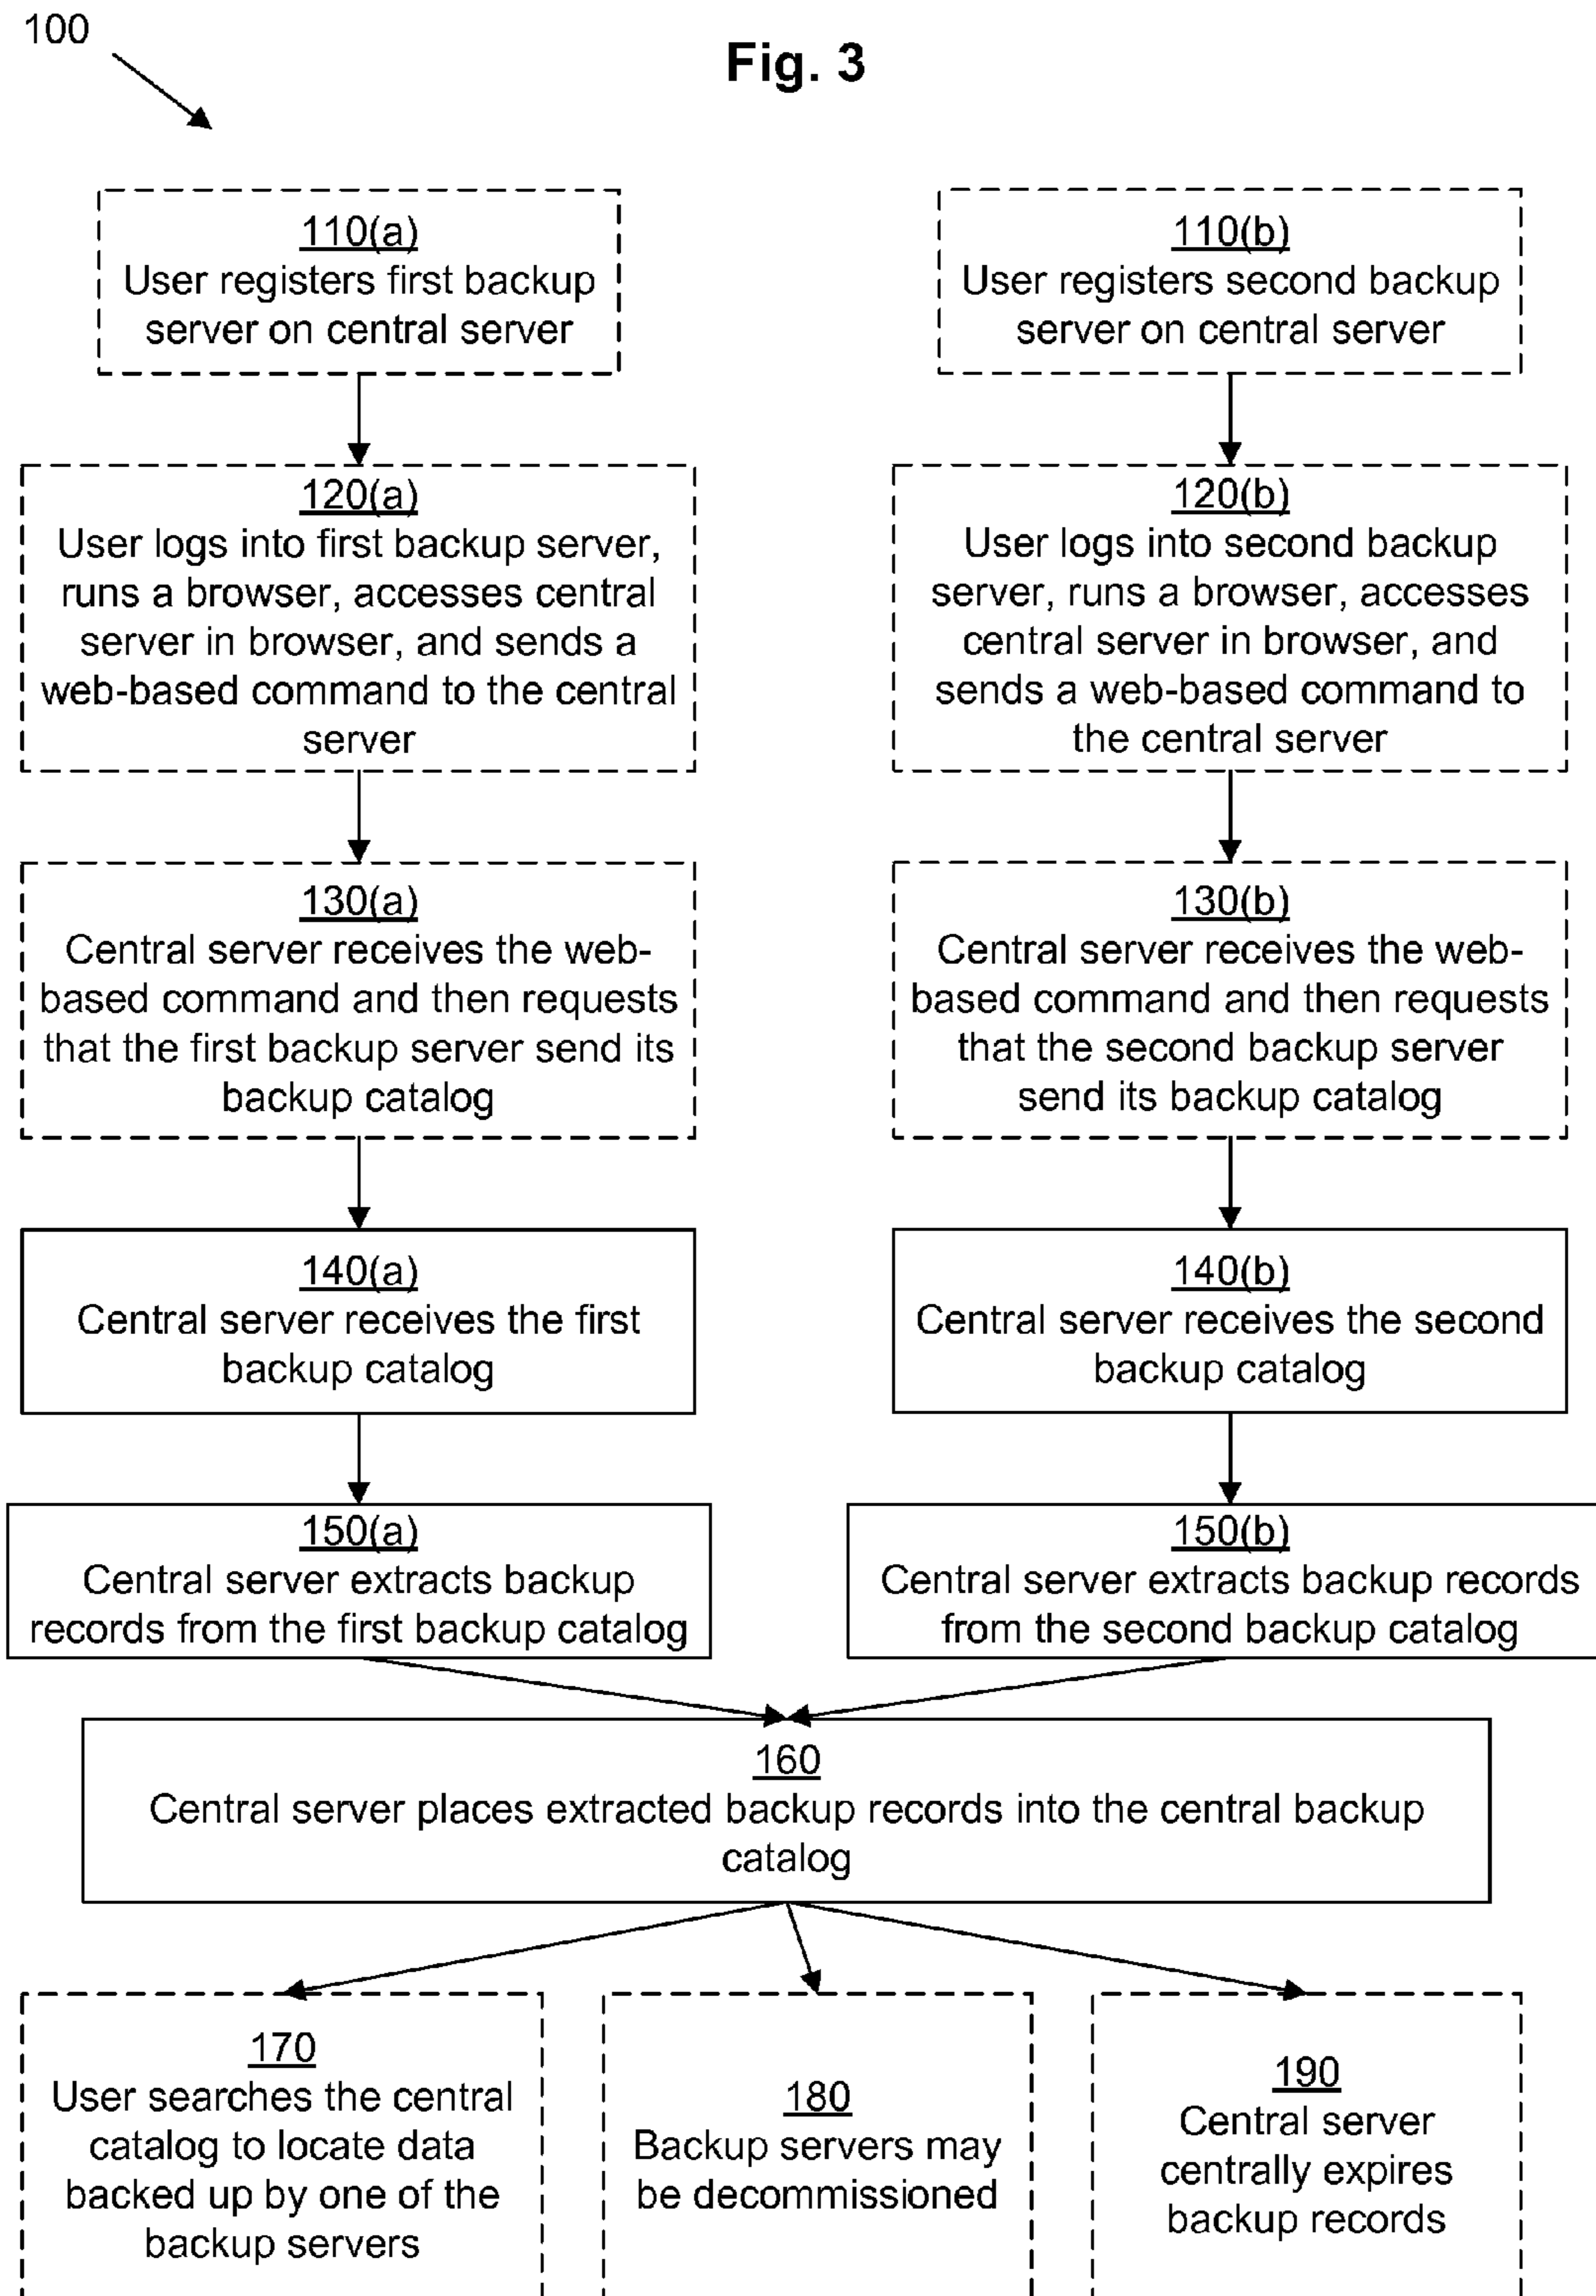 100
Fig. 3
110(a)
User registers first backup
server on central server
110(b)
User registers second backup
server on central server
120(a)
User logs into first backup server,
runs a browser, accesses central
server in browser, and sends a
web-based command to the central
server
120(b)
User logs into second backup
server, runs a browser, accesses
central server in browser, and
sends a web-based command to
the central server
130(a)
Central server receives the web-
based command and then requests
that the first backup server send its
backup catalog
130(b)
Central server receives the web-
based command and then requests
that the second backup server
send its backup catalog
140(a)
Central server receives the first
backup catalog
140(b)
Central server receives the second
backup catalog
150(a)
Central server extracts backup
records from the first backup catalog
150(b)
Central server extracts backup records
from the second backup catalog
160
Central server places extracted backup records into the central backup
catalog
170
User searches the central
catalog to locate data
backed up by one of the
backup servers
180
Backup servers may
be decommissioned
190
Central server
centrally expires
backup records